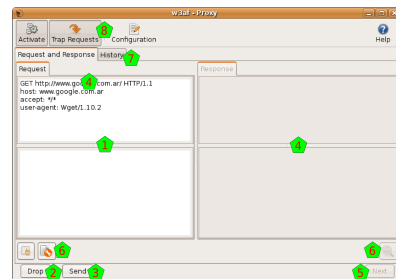 w3af - Proxy
Activate Trap Requests 8 Configuration Help
Request and Response History 7
Request Response
GET http://www.google.com.ar/ HTTP/1.1
4
host: www.google.com.ar
accept: */*
user-agent: Wget/1.10.2
1 4
6 6
Drop 2 Send 3 5 Next